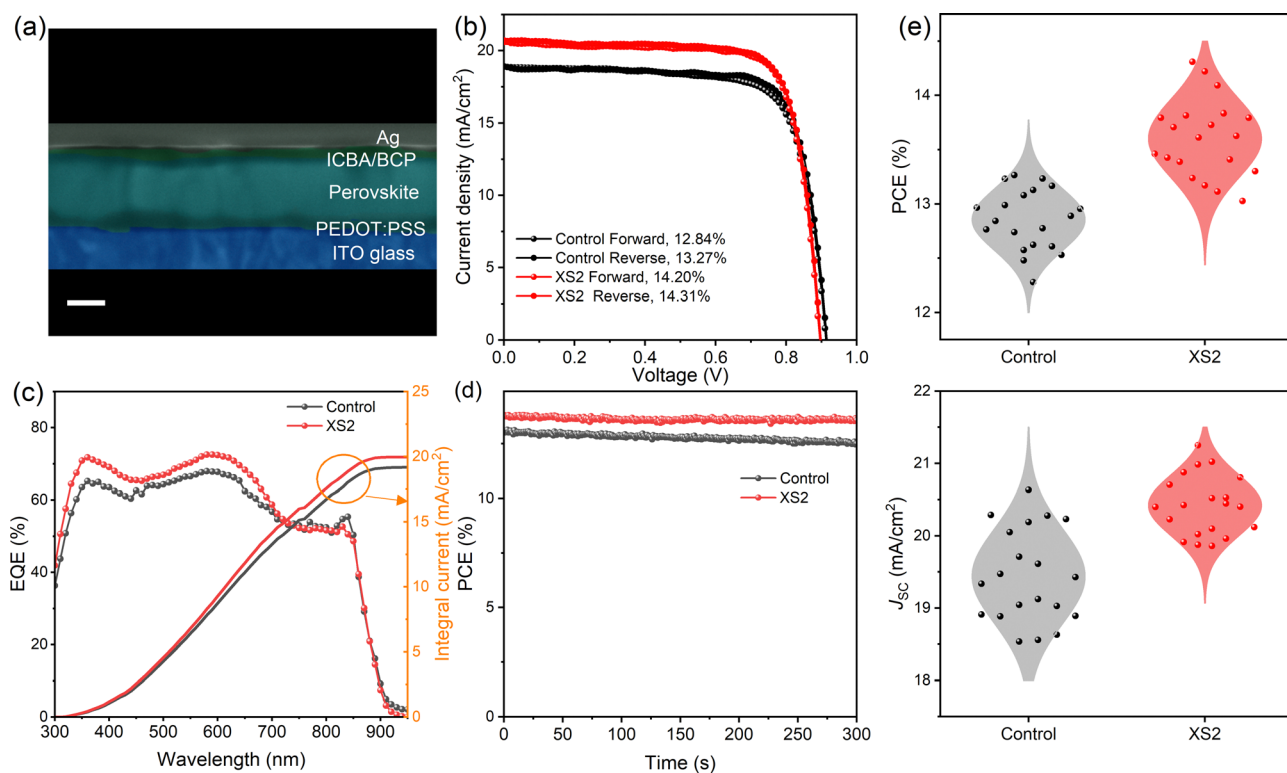 (a)
Ag
ICBA/BCP
Perovskite
PEDOT:PSS
ITO glass
(b)
Current density (mA/cm²)
20
15
10
5
0
Control Forward, 12.84%
Control Reverse, 13.27%
XS2 Forward, 14.20%
XS2 Reverse, 14.31%
0.0 0.2 0.4 0.6 0.8 1.0
Voltage (V)
(e)
PCE (%)
14
13
12
Control XS2
(c)
EQE (%)
80
60
40
20
0
Control
XS2
25
20
15
10
5
0
Integral current (mA/cm²)
300 400 500 600 700 800 900
Wavelength (nm)
(d)
PCE (%)
10
5
0
Control
XS2
0 50 100 150 200 250 300
Time (s)
JSC (mA/cm²)
22
21
20
19
18
Control XS2